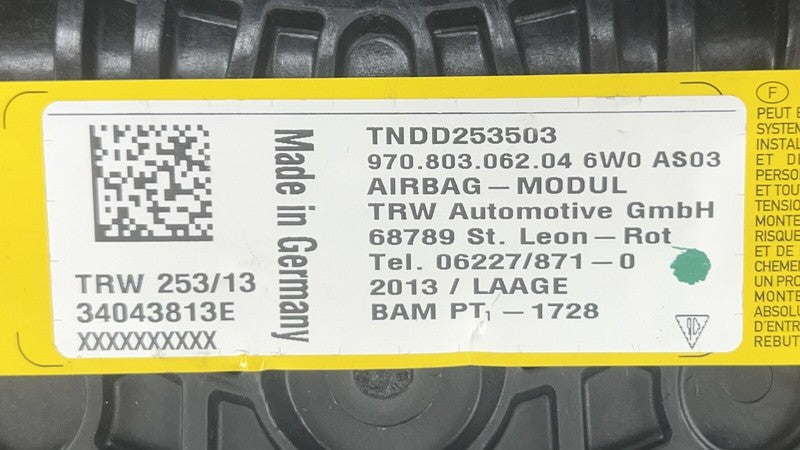 TRW 253/13
34043813E
XXXXXXXXXX
Made in Germany
TNDD253503
970.803.062.04 6W0 AS03
AIRBAG-MODUL
TRW Automotive GmbH
68789 St. Leon-Rot
Tel. 06227/871-0
2013 / LAAGE
BAM PT1 -1728
F
PEUT E
SYSTEM
INSTAL
ET D
PERSO
ET TOU
TENSIO
MONTE
RISQUE
ET DE
CHEME
UN PRO
MONTE
ABSOLU
D'ENTR
REBUT